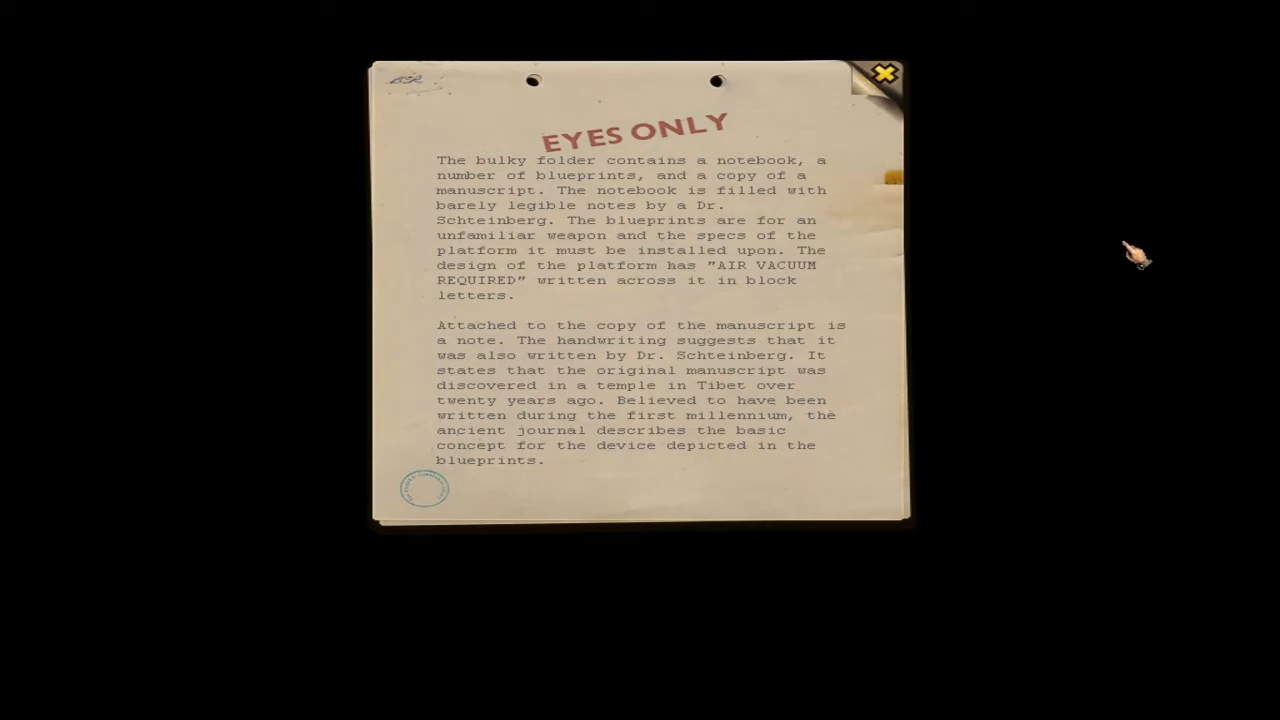 EYES ONLY
The bulky folder contains a notebook, a
number of blueprints, and a copy of a
manuscript. The notebook is filled with
barely legible notes by a Dr.
Schteinberg. The blueprints are for an
unfamiliar weapon and the specs of the
platform it must be installed upon. The
design of the platform has "AIR VACUUM
REQUIRED" written across it in block
letters.
Attached to the copy of the manuscript is
a note. The handwriting suggests that it
was also written by Dr. Schteinberg. It
states that the original manuscript was
discovered in a temple in Tibet over
twenty years ago. Believed to have been
written during the first millennium, the
ancient journal describes the basic
concept for the device depicted in the
blueprints.